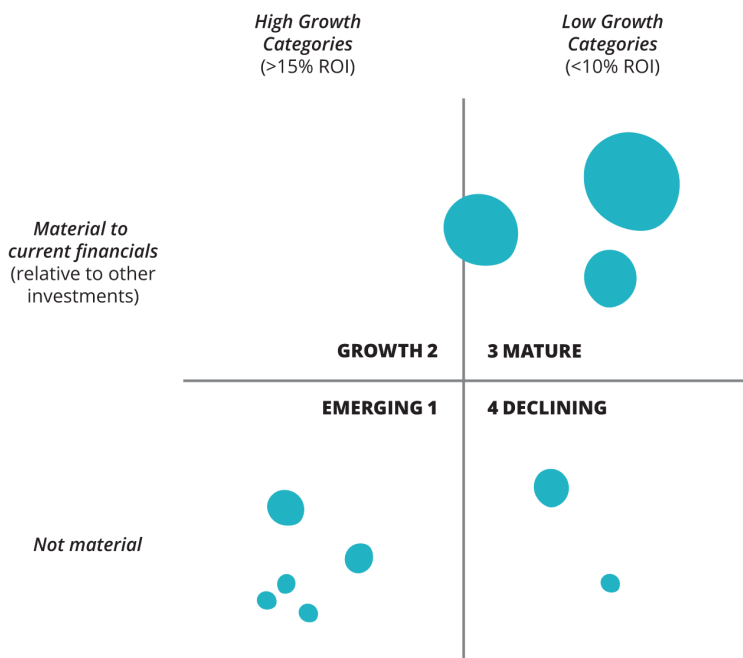 High Growth
Categories
(>15% ROI)
Low Growth
Categories
(<10% ROI)
Material to
current financials
(relative to other
investments)
GROWTH 2
3 MATURE
EMERGING 1
4 DECLINING
Not material